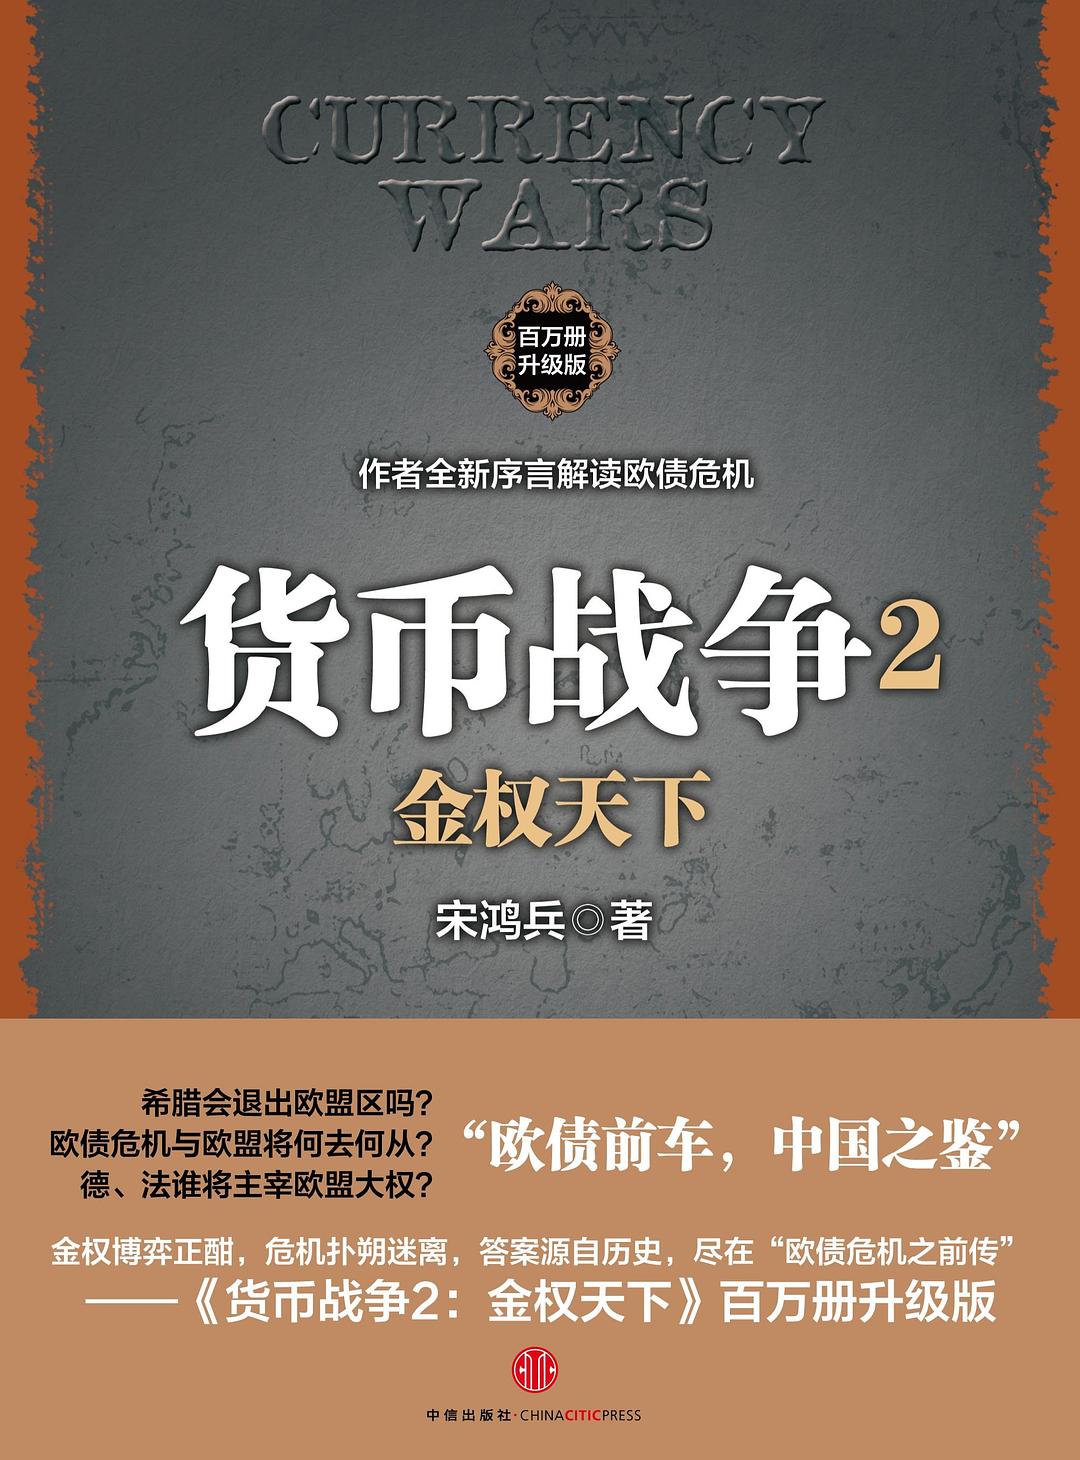 CURRENCY
WARS
百万册
升级版
作者全新序言解读欧债危机
货币战争2
金权天下
宋鸿兵◎著
希腊会退出欧盟区吗？
欧债危机与欧盟将何去何从？
德、法谁将主宰欧盟大权？
“欧债前车，中国之鉴”
金权博弈正酣，危机扑朔迷离，答案源自历史，尽在“欧债危机之前传”
——《货币战争2：金权天下》百万册升级版
中信出版社·CHINACITICPRESS